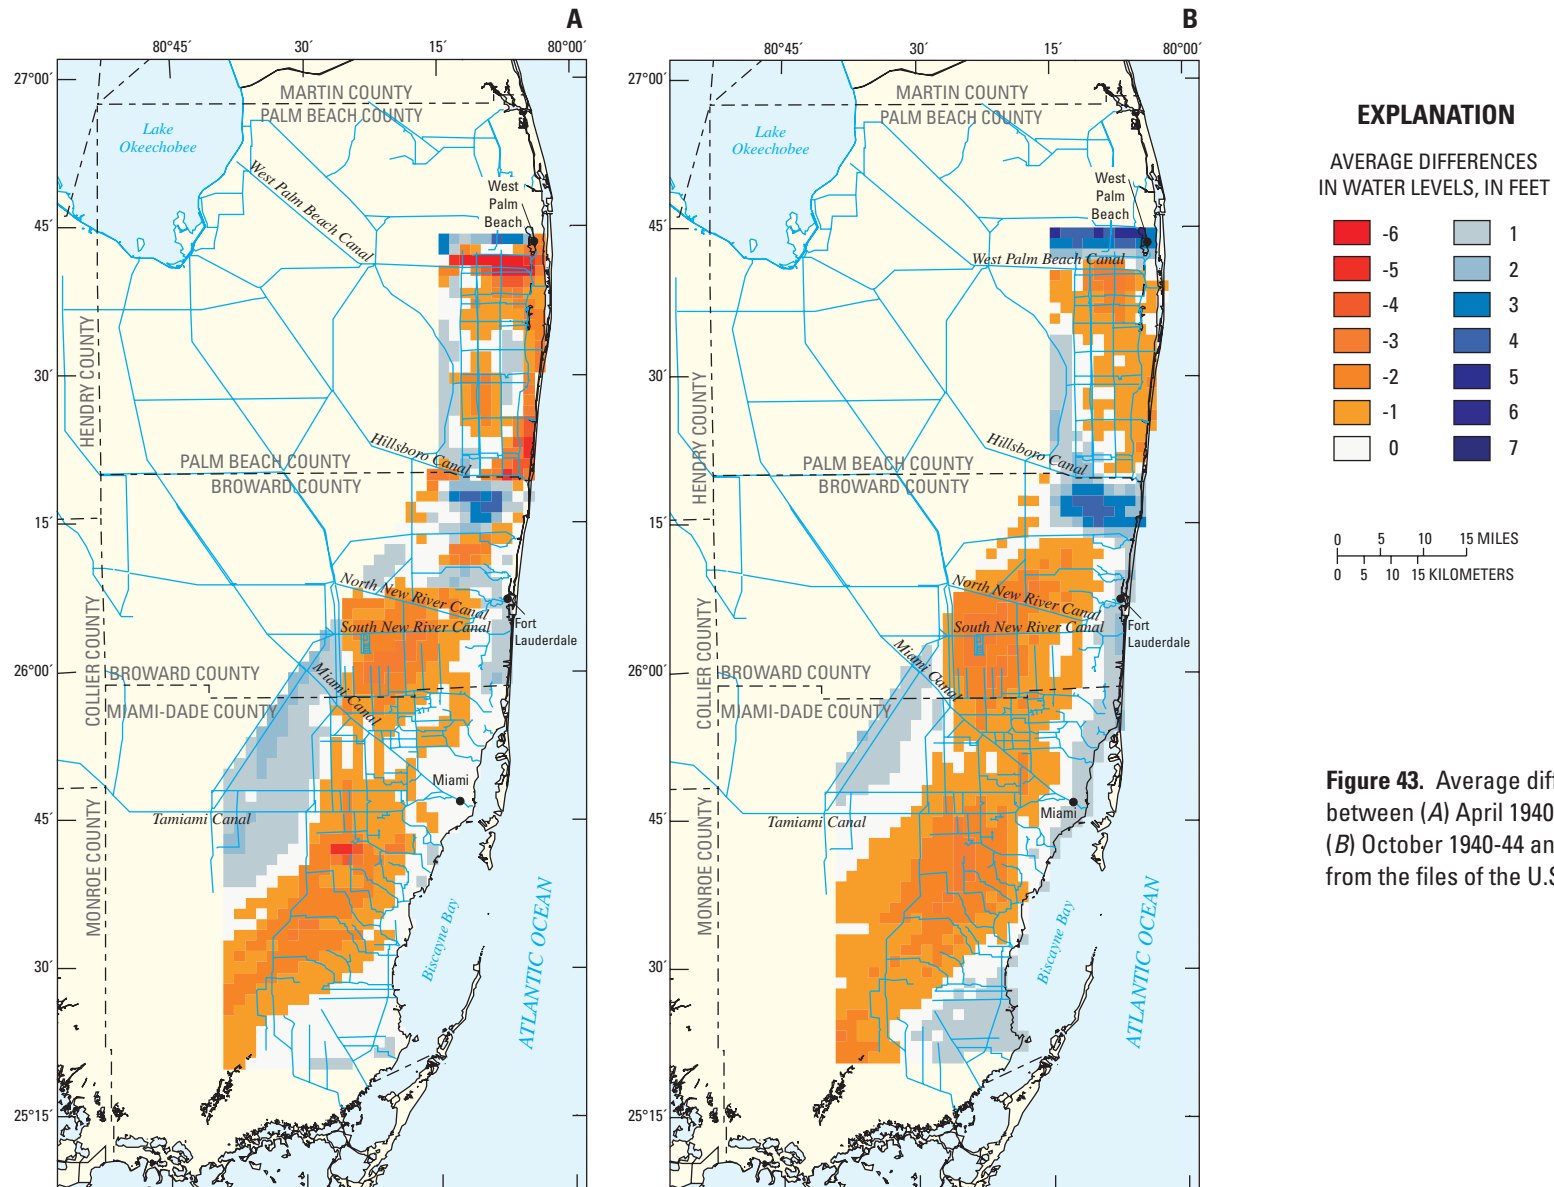 A
80°45′
30′
15′
80°00′
27°00′
45′
30′
15′
26°00′
45′
30′
25°15′
MARTIN COUNTY
PALM BEACH COUNTY
Lake
Okeechobee
West Palm Beach Canal
West
Palm
Beach
HENDRY COUNTY
Hillsboro Canal
PALM BEACH COUNTY
BROWARD COUNTY
North New River Canal
South New River Canal
Fort
Lauderdale
COLLIER COUNTY
BROWARD COUNTY
MIAMI-DADE COUNTY
Miami Canal
Miami
Tamiami Canal
MONROE COUNTY
Biscayne Bay
ATLANTIC OCEAN
B
80°45′
30′
15′
80°00′
27°00′
45′
30′
15′
26°00′
45′
30′
25°15′
MARTIN COUNTY
PALM BEACH COUNTY
Lake
Okeechobee
West
Palm
Beach
West Palm Beach Canal
HENDRY COUNTY
Hillsboro Canal
PALM BEACH COUNTY
BROWARD COUNTY
North New River Canal
South New River Canal
Fort
Lauderdale
COLLIER COUNTY
BROWARD COUNTY
MIAMI-DADE COUNTY
Miami Canal
Miami
Tamiami Canal
MONROE COUNTY
Biscayne Bay
ATLANTIC OCEAN
EXPLANATION
AVERAGE DIFFERENCES
IN WATER LEVELS, IN FEET
-6 1
-5 2
-4 3
-3 4
-2 5
-1 6
0 7
0 5 10 15 MILES
0 5 10 15 KILOMETERS
Figure 43. Average
between (A) April 1940
(B) October 1940-44
from the files of the